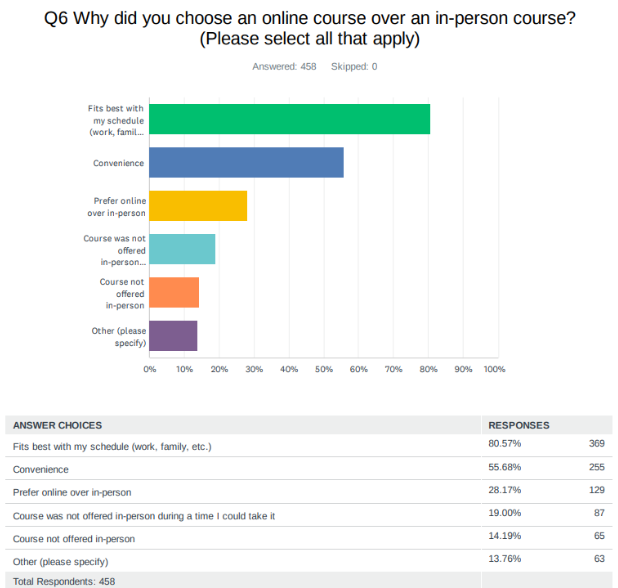 Q6 Why did you choose an online course over an in-person course?
(Please select all that apply)
Answered: 458 Skipped: 0
Fits best with
my schedule
(work, famil...
Convenience
Prefer online
over in-person
Course was not
offered
in-person...
Course not
offered
in-person
Other (please
specify)
0% 10% 20% 30% 40% 50% 60% 70% 80% 90% 100%
ANSWER CHOICES RESPONSES
Fits best with my schedule (work, family, etc.) 80.57% 369
Convenience 55.68% 255
Prefer online over in-person 28.17% 129
Course was not offered in-person during a time I could take it 19.00% 87
Course not offered in-person 14.19% 65
Other (please specify) 13.76% 63
Total Respondents: 458